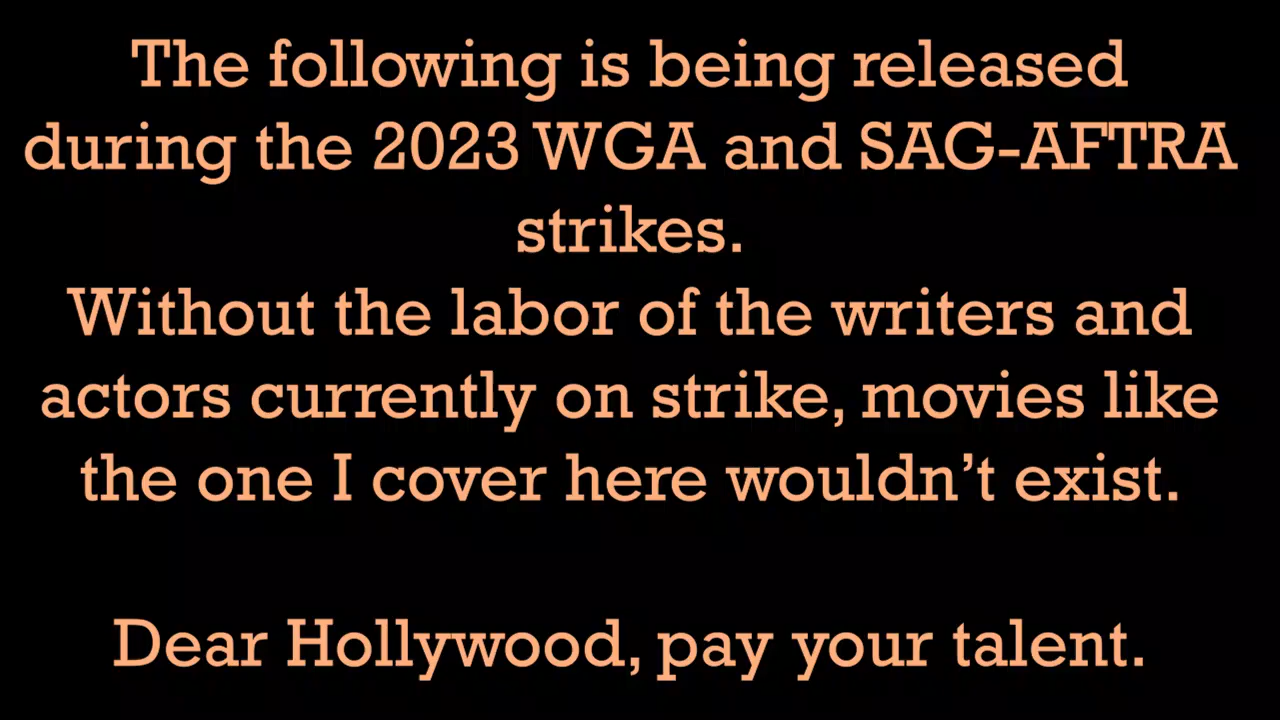 The following is being released
during the 2023 WGA and SAG-AFTRA
strikes.
Without the labor of the writers and
actors currently on strike, movies like
the one I cover here wouldn’t exist.
Dear Hollywood, pay your talent.